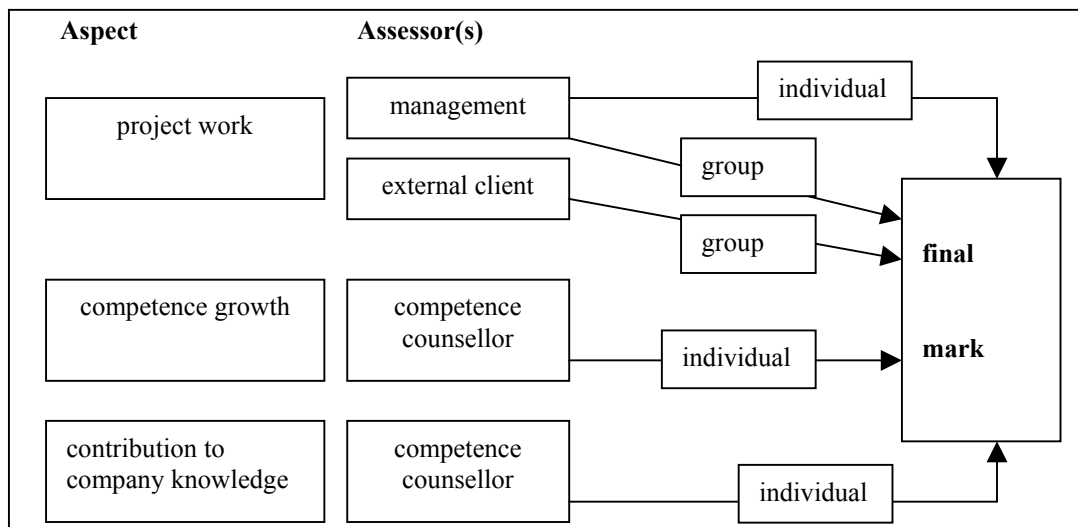 Aspect
Assessor(s)
project work
management
individual
external client
group
group
final
mark
competence growth
competence
counsellor
individual
contribution to
company knowledge
competence
counsellor
individual